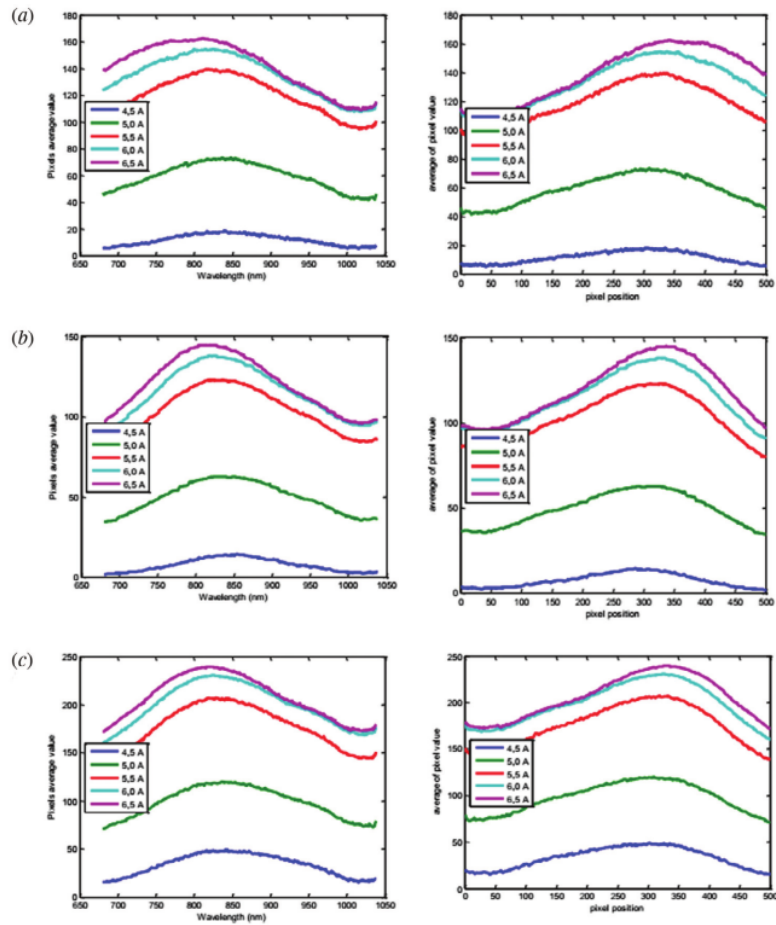 (a)
180
160
140
120
100
80
60
40
20
0
Pixels average value
4,5 A
5,0 A
5,5 A
6,0 A
6,5 A
650 700 750 800 850 900 950 1000 1050
Wavelength (nm)
180
160
140
120
100
80
60
40
20
0
average of pixel value
4,5 A
5,0 A
5,5 A
6,0 A
6,5 A
0 50 100 150 200 250 300 350 400 450 500
pixel position
(b)
150
100
50
0
Pixels average value
4,5 A
5,0 A
5,5 A
6,0 A
6,5 A
650 700 750 800 850 900 950 1000 1050
Wavelength (nm)
150
100
50
0
average of pixel value
4,5 A
5,0 A
5,5 A
6,0 A
6,5 A
0 50 100 150 200 250 300 350 400 450 500
pixel position
(c)
250
200
150
100
50
0
Pixels average value
4,5 A
5,0 A
5,5 A
6,0 A
6,5 A
650 700 750 800 850 900 950 1000 1050
Wavelength (nm)
250
200
150
100
50
0
average of pixel value
4,5 A
5,0 A
5,5 A
6,0 A
6,5 A
0 50 100 150 200 250 300 350 400 450 500
pixel position